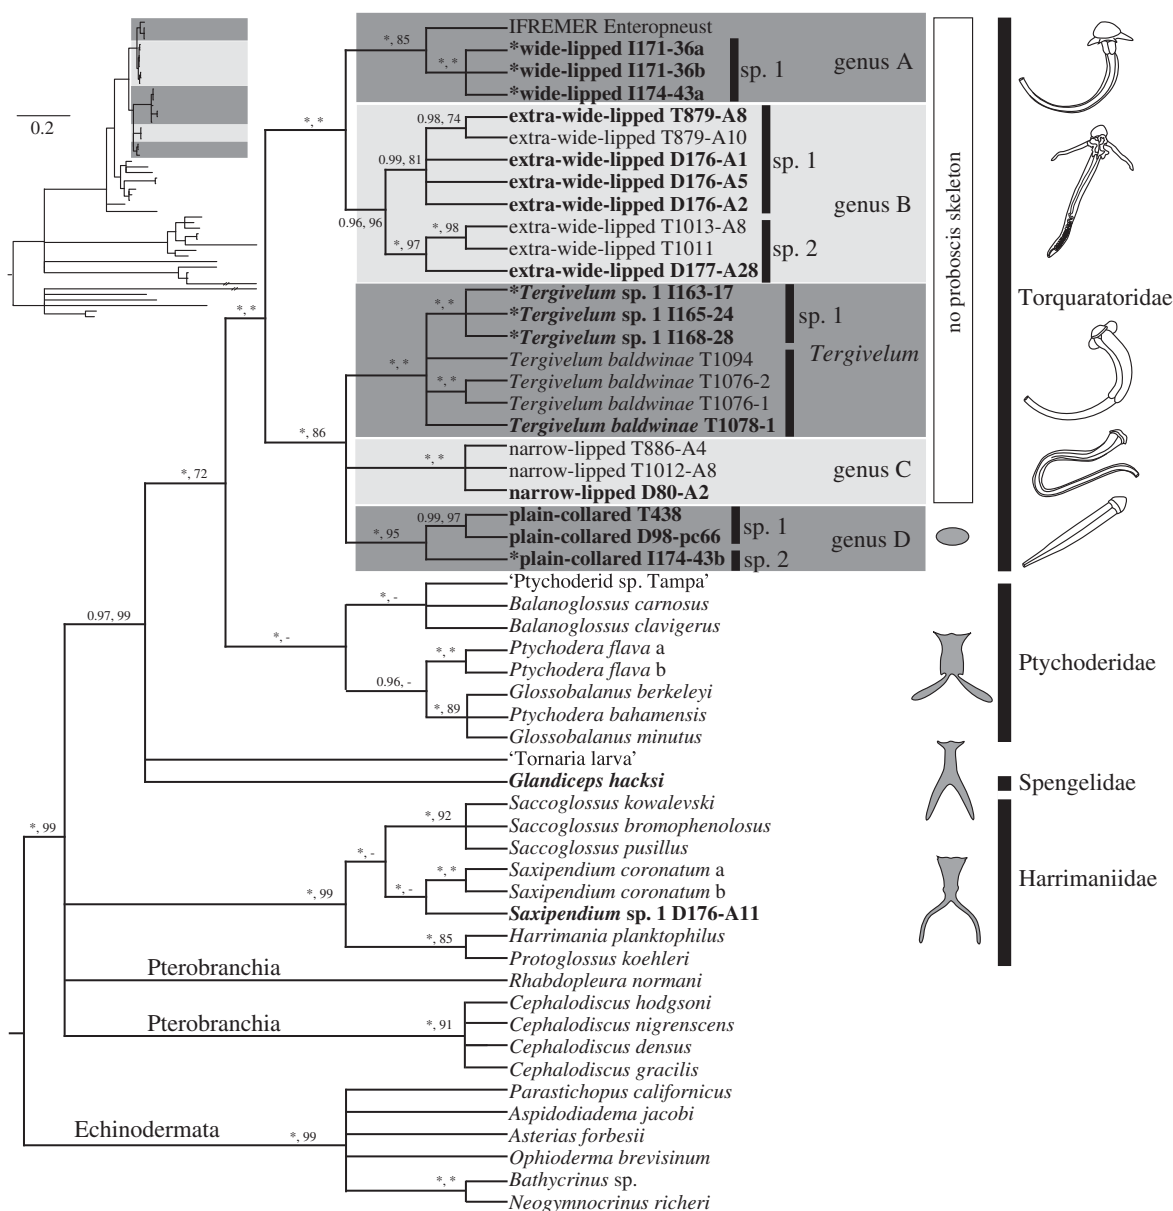 0.2
*, 85
IFREMER Enteropneust
*wide-lipped I171-36a
*, *
*wide-lipped I171-36b
*wide-lipped I174-43a
sp. 1
genus A
*, *
0.98, 74
extra-wide-lipped T879-A8
extra-wide-lipped T879-A10
0.99, 81
extra-wide-lipped D176-A1
extra-wide-lipped D176-A5
extra-wide-lipped D176-A2
sp. 1
genus B
0.96, 96
*, 98
extra-wide-lipped T1013-A8
*, 97
extra-wide-lipped T1011
extra-wide-lipped D177-A28
sp. 2
no proboscis skeleton
Torquaratoridae
*, *
*, *
*Tergivelum sp. 1 I163-17
*Tergivelum sp. 1 I165-24
*Tergivelum sp. 1 I168-28
sp. 1
Tergivelum
*, *
Tergivelum baldwinae T1094
*, *
Tergivelum baldwinae T1076-2
Tergivelum baldwinae T1076-1
Tergivelum baldwinae T1078-1
*, 86
*, *
narrow-lipped T886-A4
narrow-lipped T1012-A8
narrow-lipped D80-A2
genus C
*, 72
0.99, 97
plain-collared T438
*, 95
plain-collared D98-pc66
sp. 1
genus D
*plain-collared I174-43b
sp. 2
'Ptychoderid sp. Tampa'
*, -
Balanoglossus carnosus
Balanoglossus clavigerus
0.97, 99
*, -
*, *
Ptychodera flava a
Ptychodera flava b
0.96, -
Glossobalanus berkeleyi
*, 89
Ptychodera bahamensis
Glossobalanus minutus
Ptychoderidae
'Tornaria larva'
Glandiceps hacksi
Spengelidae
Saccoglossus kowalevski
*, 92
Saccoglossus bromophenolosus
Saccoglossus pusillus
*, 99
*, -
*, *
Saxipendium coronatum a
*, -
Saxipendium coronatum b
*, 99
Saxipendium sp. 1 D176-A11
Harrimaniidae
*, 85
Harrimania planktophilus
Protoglossus koehleri
Pterobranchia
Rhabdopleura normani
Cephalodiscus hodgsoni
Pterobranchia
*, 91
Cephalodiscus nigrenscens
Cephalodiscus densus
Cephalodiscus gracilis
Parastichopus californicus
Aspidodiadema jacobi
Echinodermata
*, 99
Asterias forbesii
Ophioderma brevisinum
*, *
Bathycrinus sp.
Neogymnocrinus richeri